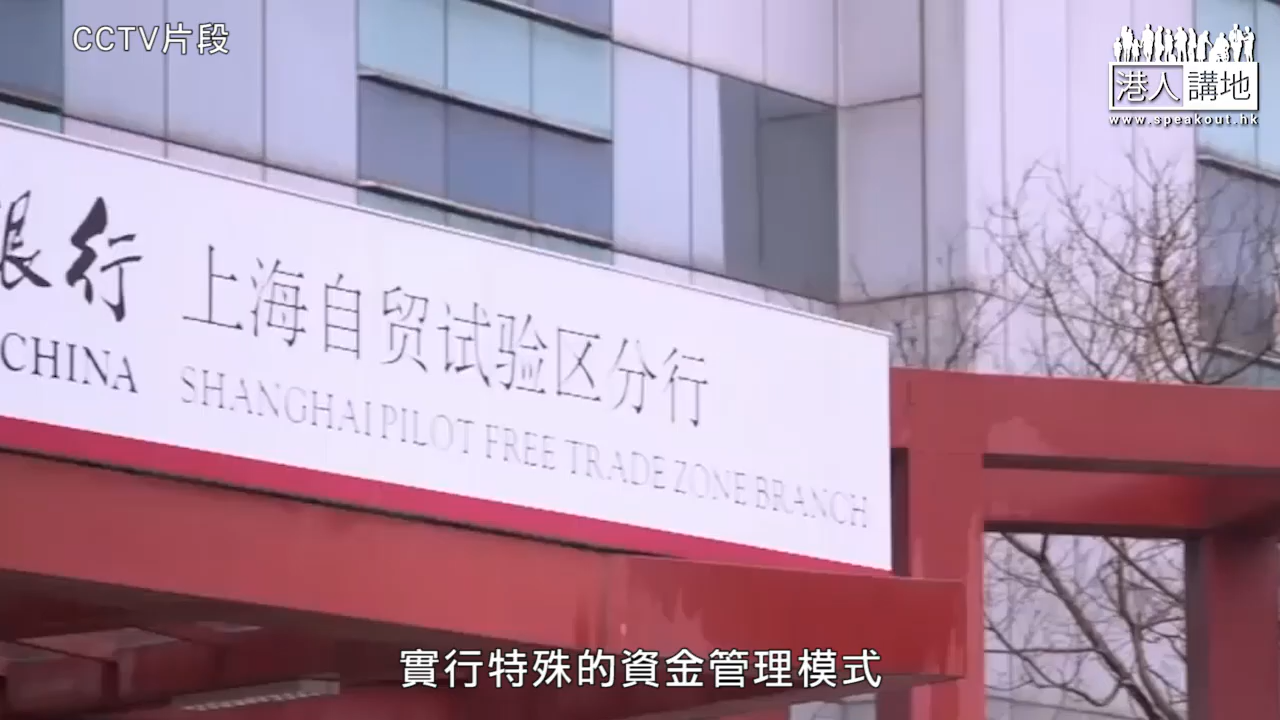 CCTV片段
港人講地
www.speakout.hk
銀行
CHINA
上海自贸试验区分行
SHANGHAI PILOT FREE TRADE ZONE BRANCH
實行特殊的資金管理模式